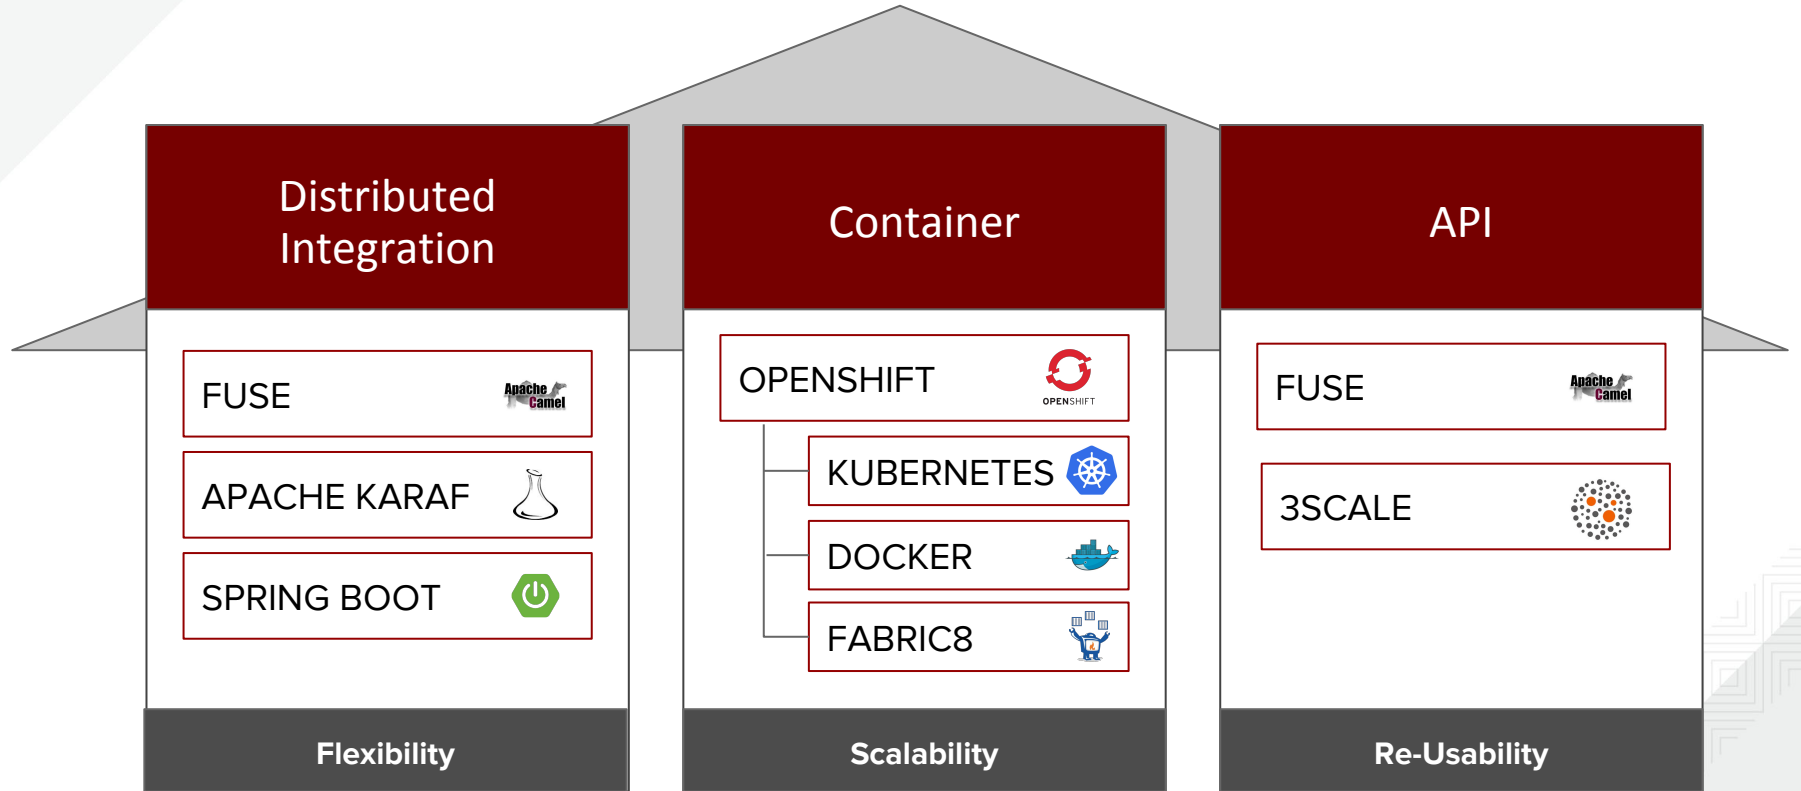 Distributed
Integration
FUSE
Apache
Camel
APACHE KARAF
SPRING BOOT
Flexibility
Container
OPENSHIFT
OPENSHIFT
KUBERNETES
DOCKER
FABRIC8
Scalability
API
FUSE
Apache
Camel
3SCALE
Re-Usability